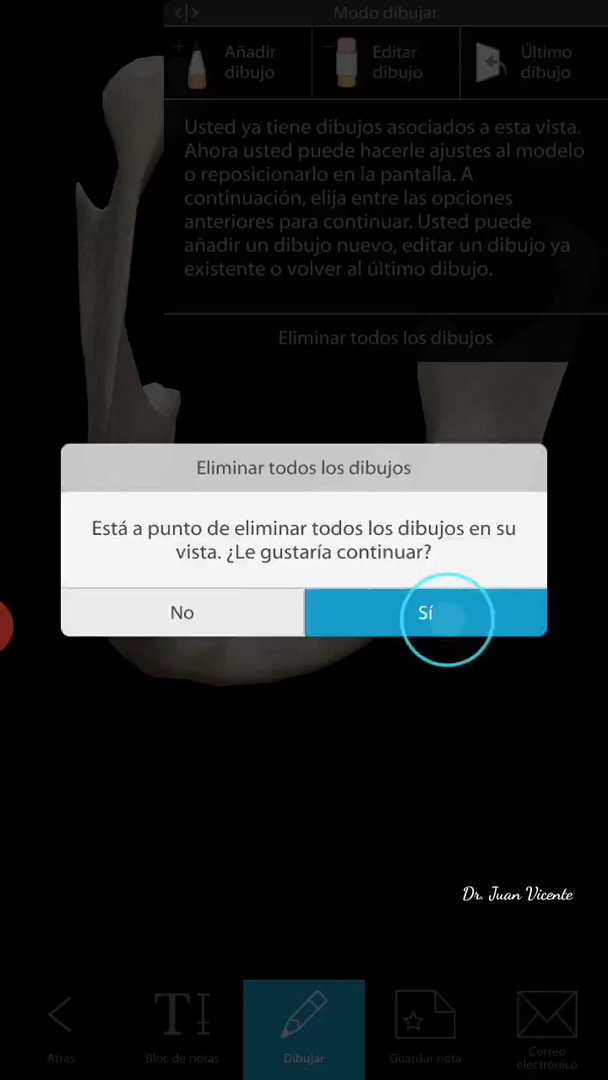 Modo dibujar
Añadir
dibujo
Editar
dibujo
Último
dibujo
Usted ya tiene dibujos asociados a esta vista.
Ahora usted puede hacerle ajustes al modelo
o reposicionarlo en la pantalla. A
continuación, elija entre las opciones
anteriores para continuar. Usted puede
añadir un dibujo nuevo, editar un dibujo ya
existente o volver al último dibujo.
Eliminar todos los dibujos
Eliminar todos los dibujos
Está a punto de eliminar todos los dibujos en su
vista. ¿Le gustaría continuar?
No
Sí
Dr. Juan Vicente
Atrás
Bloc de notas
Dibujar
Guardar nota
Correo
electrónico